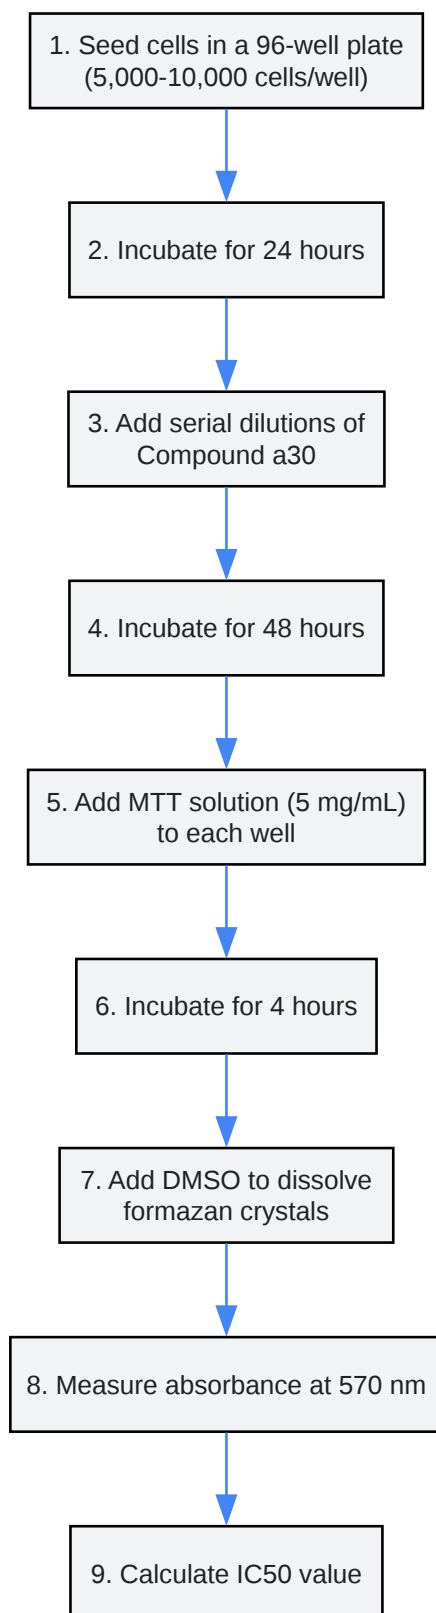 1. Seed cells in a 96-well plate
(5,000-10,000 cells/well)
2. Incubate for 24 hours
3. Add serial dilutions of
Compound a30
4. Incubate for 48 hours
5. Add MTT solution (5 mg/mL)
to each well
6. Incubate for 4 hours
7. Add DMSO to dissolve
formazan crystals
8. Measure absorbance at 570 nm
9. Calculate IC50 value